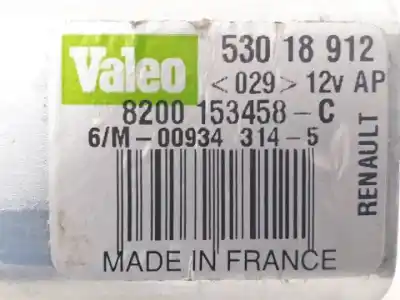 Valeo
530 18 912
<029> 12v AP
8200 153458-C
6/M-00934 314-5
RENAULT
MADE IN FRANCE